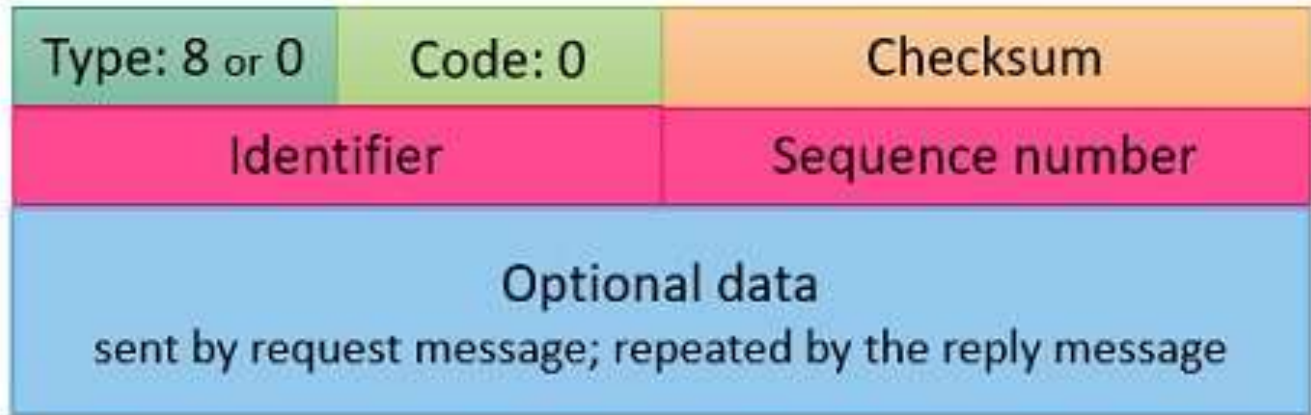 Type: 8 or 0 Code: 0 Checksum
Identifier Sequence number
Optional data
sent by request message; repeated by the reply message